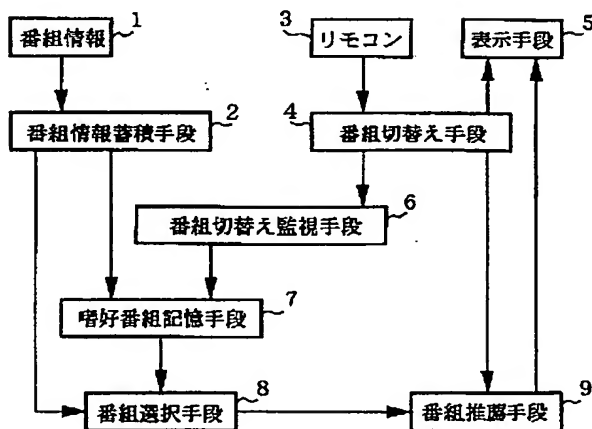 1
番組情報
3
リモコン
5
表示手段
2
番組情報蓄積手段
4
番組切替え手段
6
番組切替え監視手段
7
嗜好番組記憶手段
8
番組選択手段
9
番組推薦手段